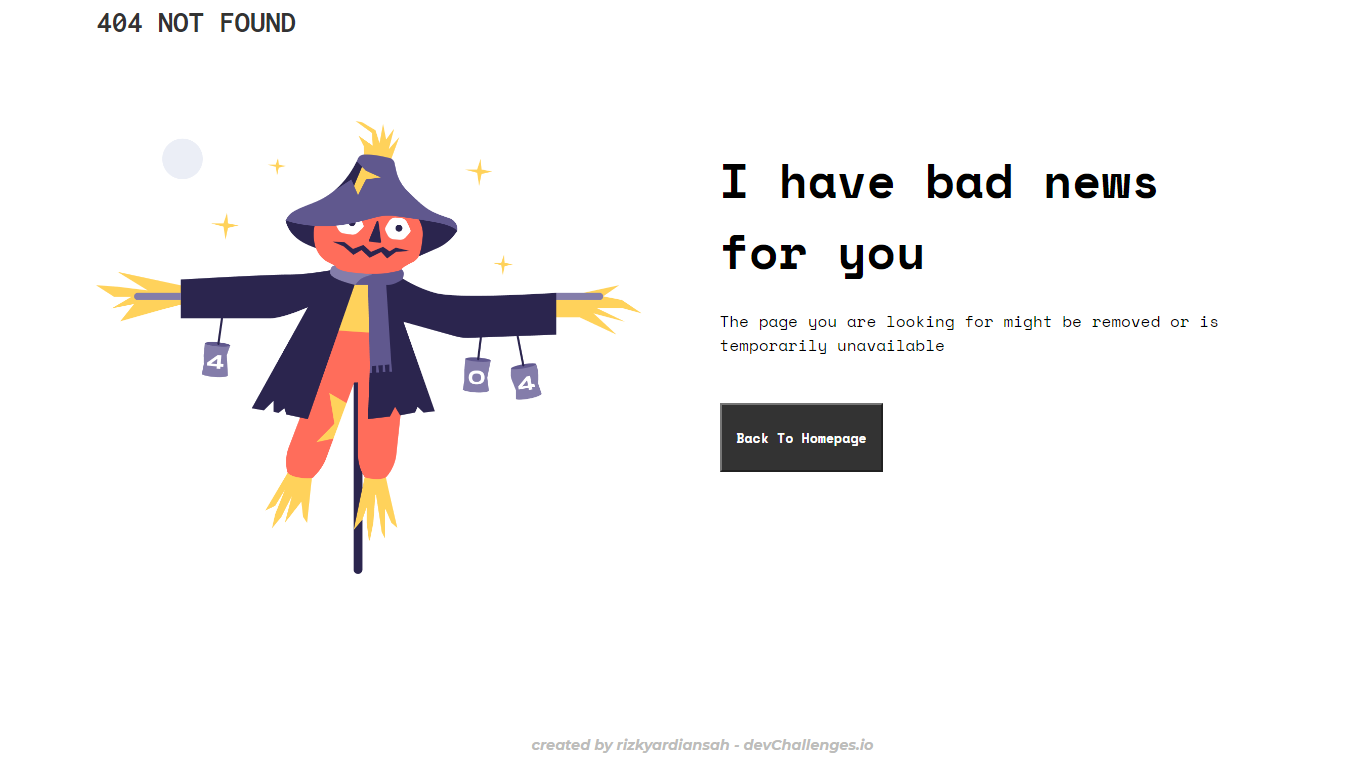 404 NOT FOUND
I have bad news
for you
The page you are looking for might be removed or is
temporarily unavailable
4
0
4
Back To Homepage
created by rizkyardiansah - devChallenges.io